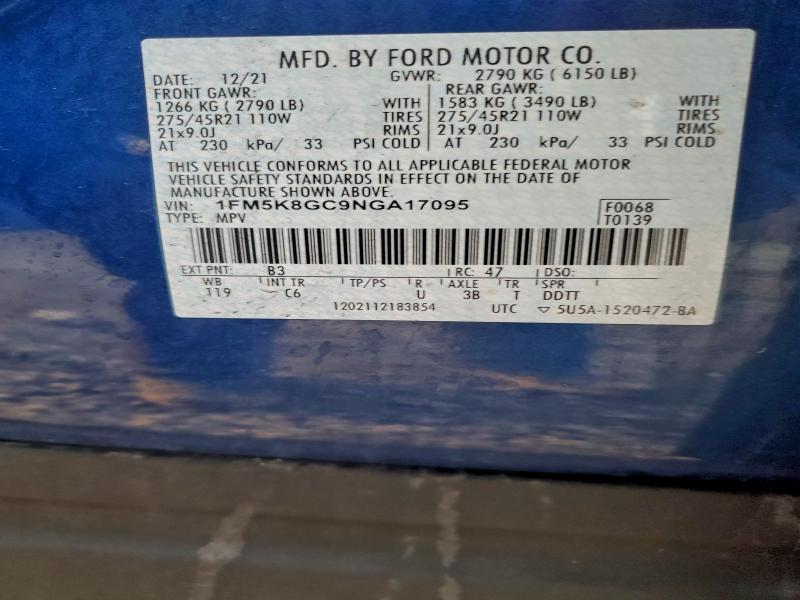 MFD. BY FORD MOTOR CO.
DATE: 12/21 GVWR: 2790 KG ( 6150 LB)
FRONT GAWR: REAR GAWR:
1266 KG ( 2790 LB) WITH 1583 KG ( 3490 LB) WITH
275/45R21 110W TIRES 275/45R21 110W TIRES
21x9.0J RIMS 21x9.0J RIMS
AT 230 kPa/ 33 PSI COLD AT 230 kPa/ 33 PSI COLD
THIS VEHICLE CONFORMS TO ALL APPLICABLE FEDERAL MOTOR
VEHICLE SAFETY STANDARDS IN EFFECT ON THE DATE OF
MANUFACTURE SHOWN ABOVE.
VIN: 1FM5K8GC9NGA17095 F0068
TYPE: MPV T0139
EXT PNT: B3 RC: 47 DSO:
WB INT TR TP/PS R AXLE TR SPR
119 C6 U 3B T DDTT
1202112183854 UTC ▽ 5U5A-1520472-BA